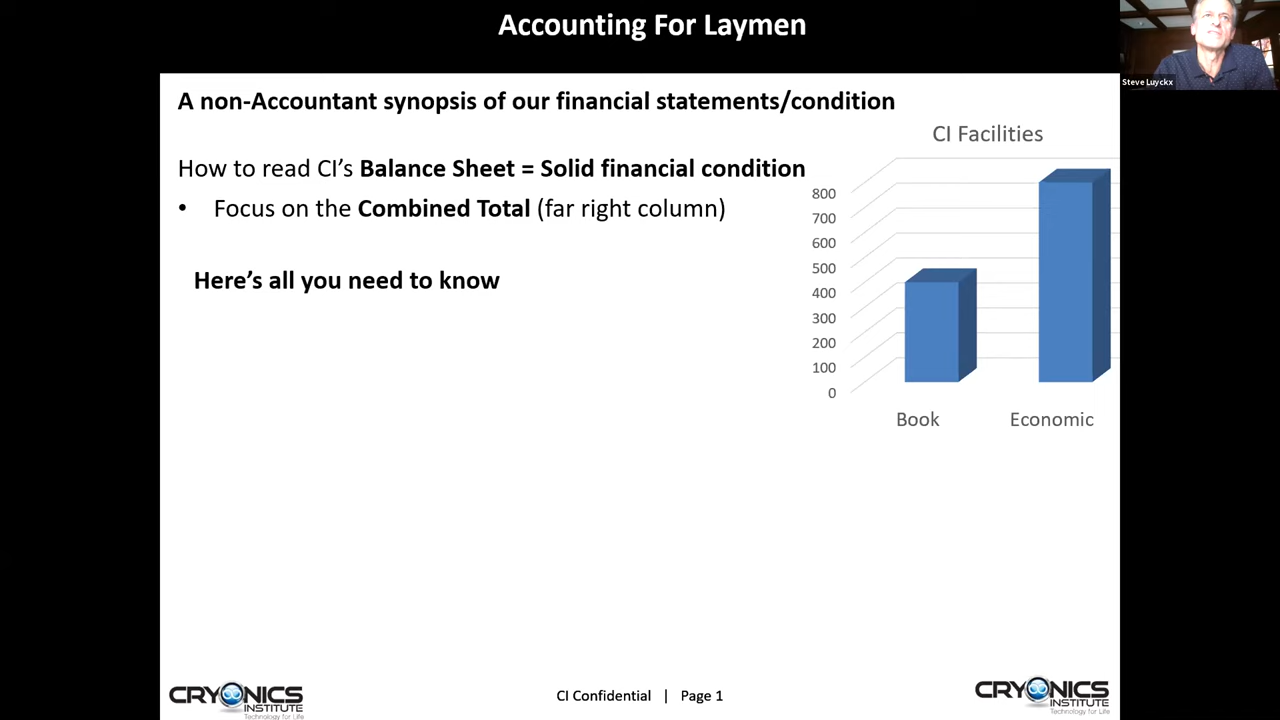 Accounting For Laymen
Steve Luyckx
A non-Accountant synopsis of our financial statements/condition
CI Facilities
How to read CI’s Balance Sheet = Solid financial condition
• Focus on the Combined Total (far right column)
Here’s all you need to know
800
700
600
500
400
300
200
100
0
Book Economic
CRYONICS
INSTITUTE
Technology for Life
CI Confidential | Page 1
CRYONICS
INSTITUTE
Technology for Life